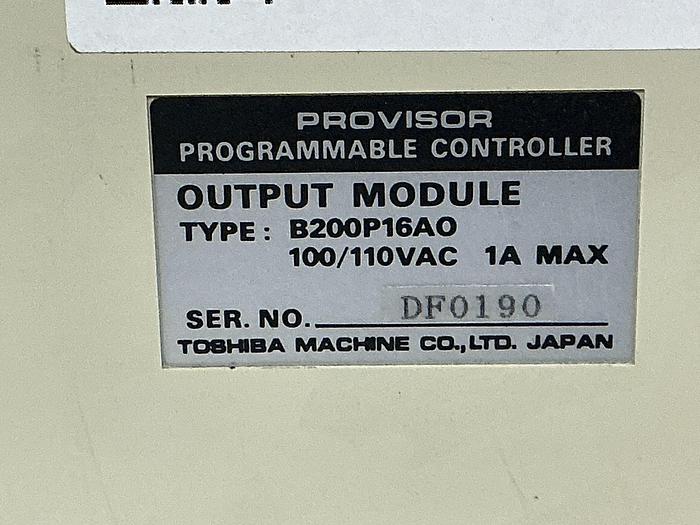 PROVISOR
PROGRAMMABLE CONTROLLER
OUTPUT MODULE
TYPE: B200P16AO
100/110VAC 1A MAX
SER. NO. DF0190
TOSHIBA MACHINE CO.,LTD. JAPAN